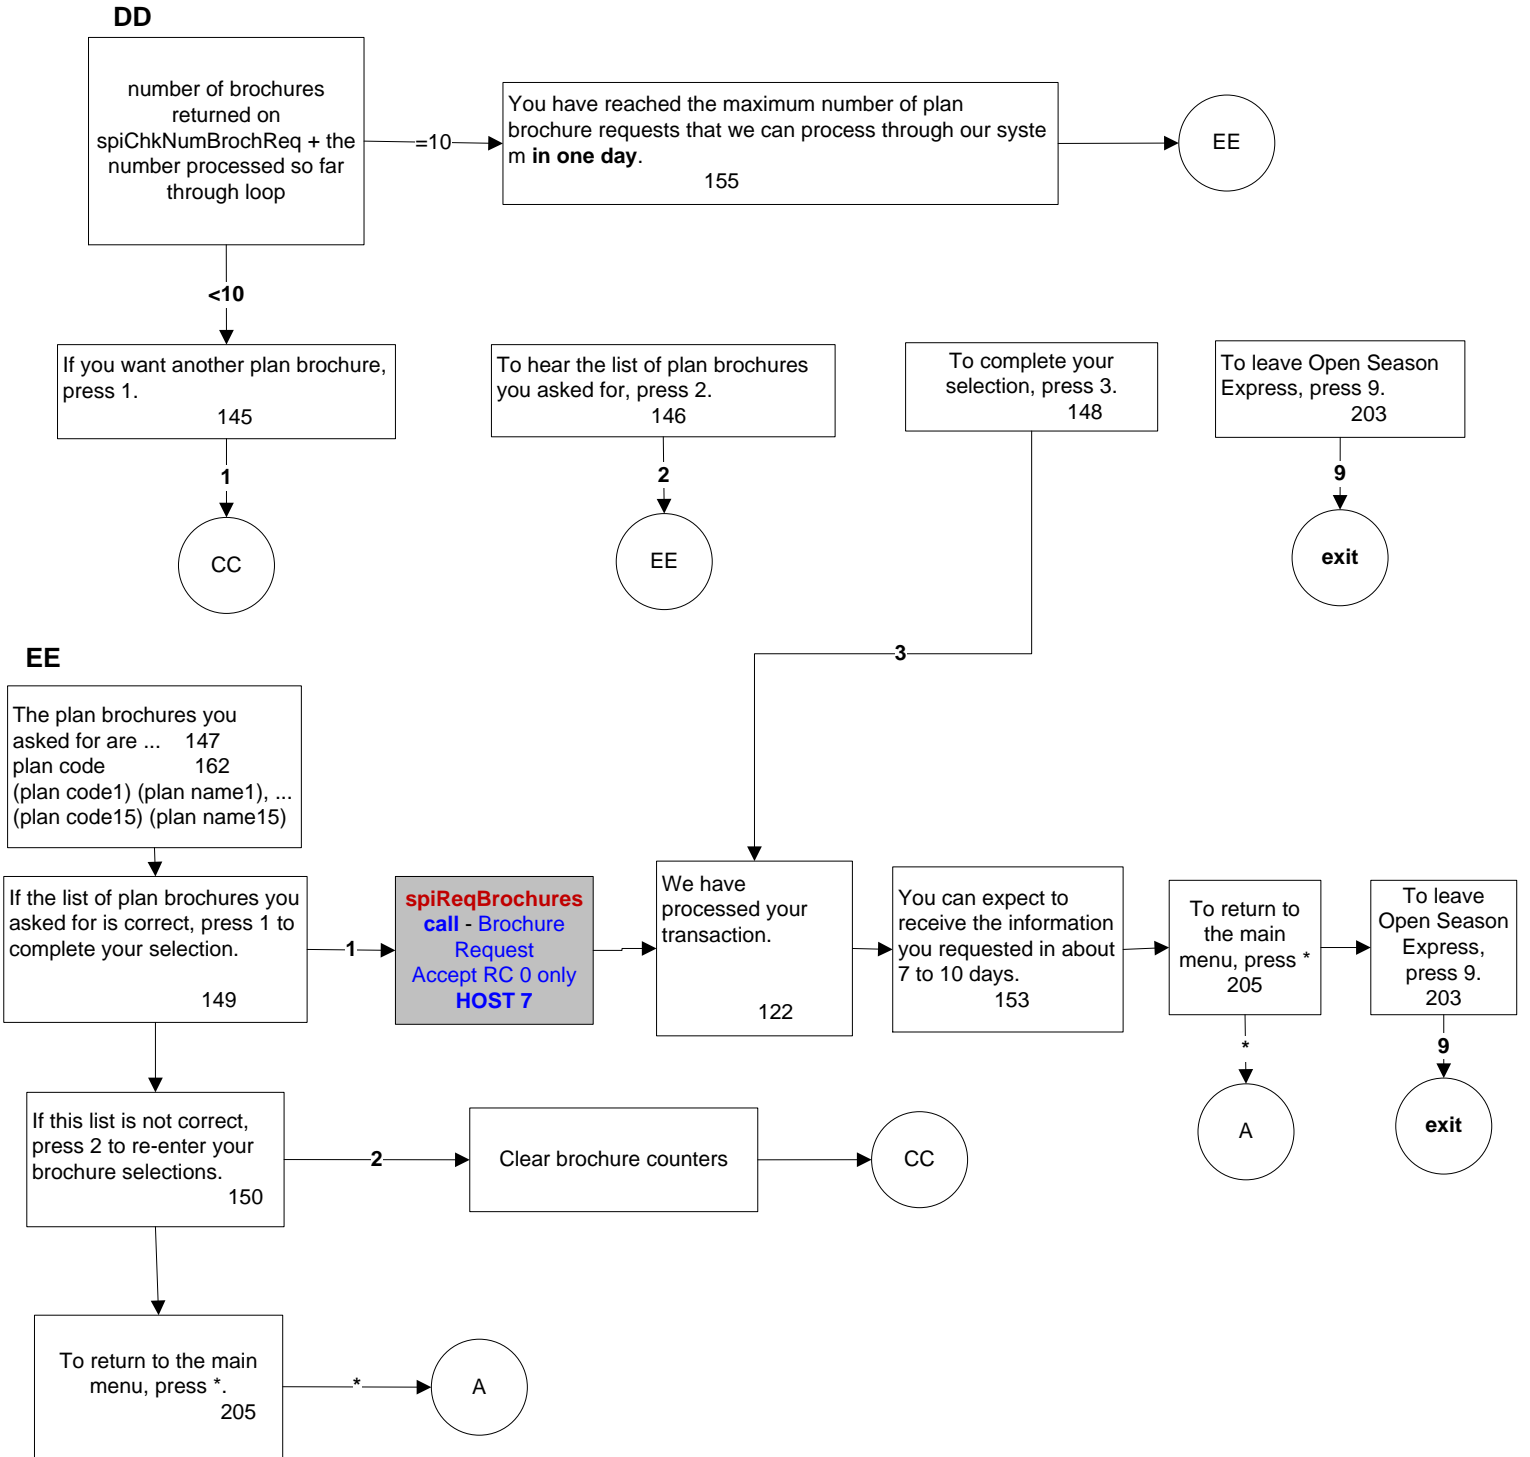 DD
number of brochures
returned on
spiChkNumBrochReq + the
number processed so far
through loop
=10
You have reached the maximum number of plan
brochure requests that we can process through our syste
m in one day.
155
EE
<10
If you want another plan brochure,
press 1.
145
To hear the list of plan brochures
you asked for, press 2.
146
To complete your
selection, press 3.
148
To leave Open Season
Express, press 9.
203
1
2
9
CC
EE
exit
3
EE
The plan brochures you
asked for are ... 147
plan code 162
(plan code1) (plan name1), ...
(plan code15) (plan name15)
If the list of plan brochures you
asked for is correct, press 1 to
complete your selection.
149
1
spiReqBrochures
call - Brochure
Request
Accept RC 0 only
HOST 7
We have
processed your
transaction.
122
You can expect to
receive the information
you requested in about
7 to 10 days.
153
To return to
the main
menu, press *
205
To leave
Open Season
Express,
press 9.
203
*
9
A
exit
If this list is not correct,
press 2 to re-enter your
brochure selections.
150
2
Clear brochure counters
CC
To return to the main
menu, press *.
205
*
A